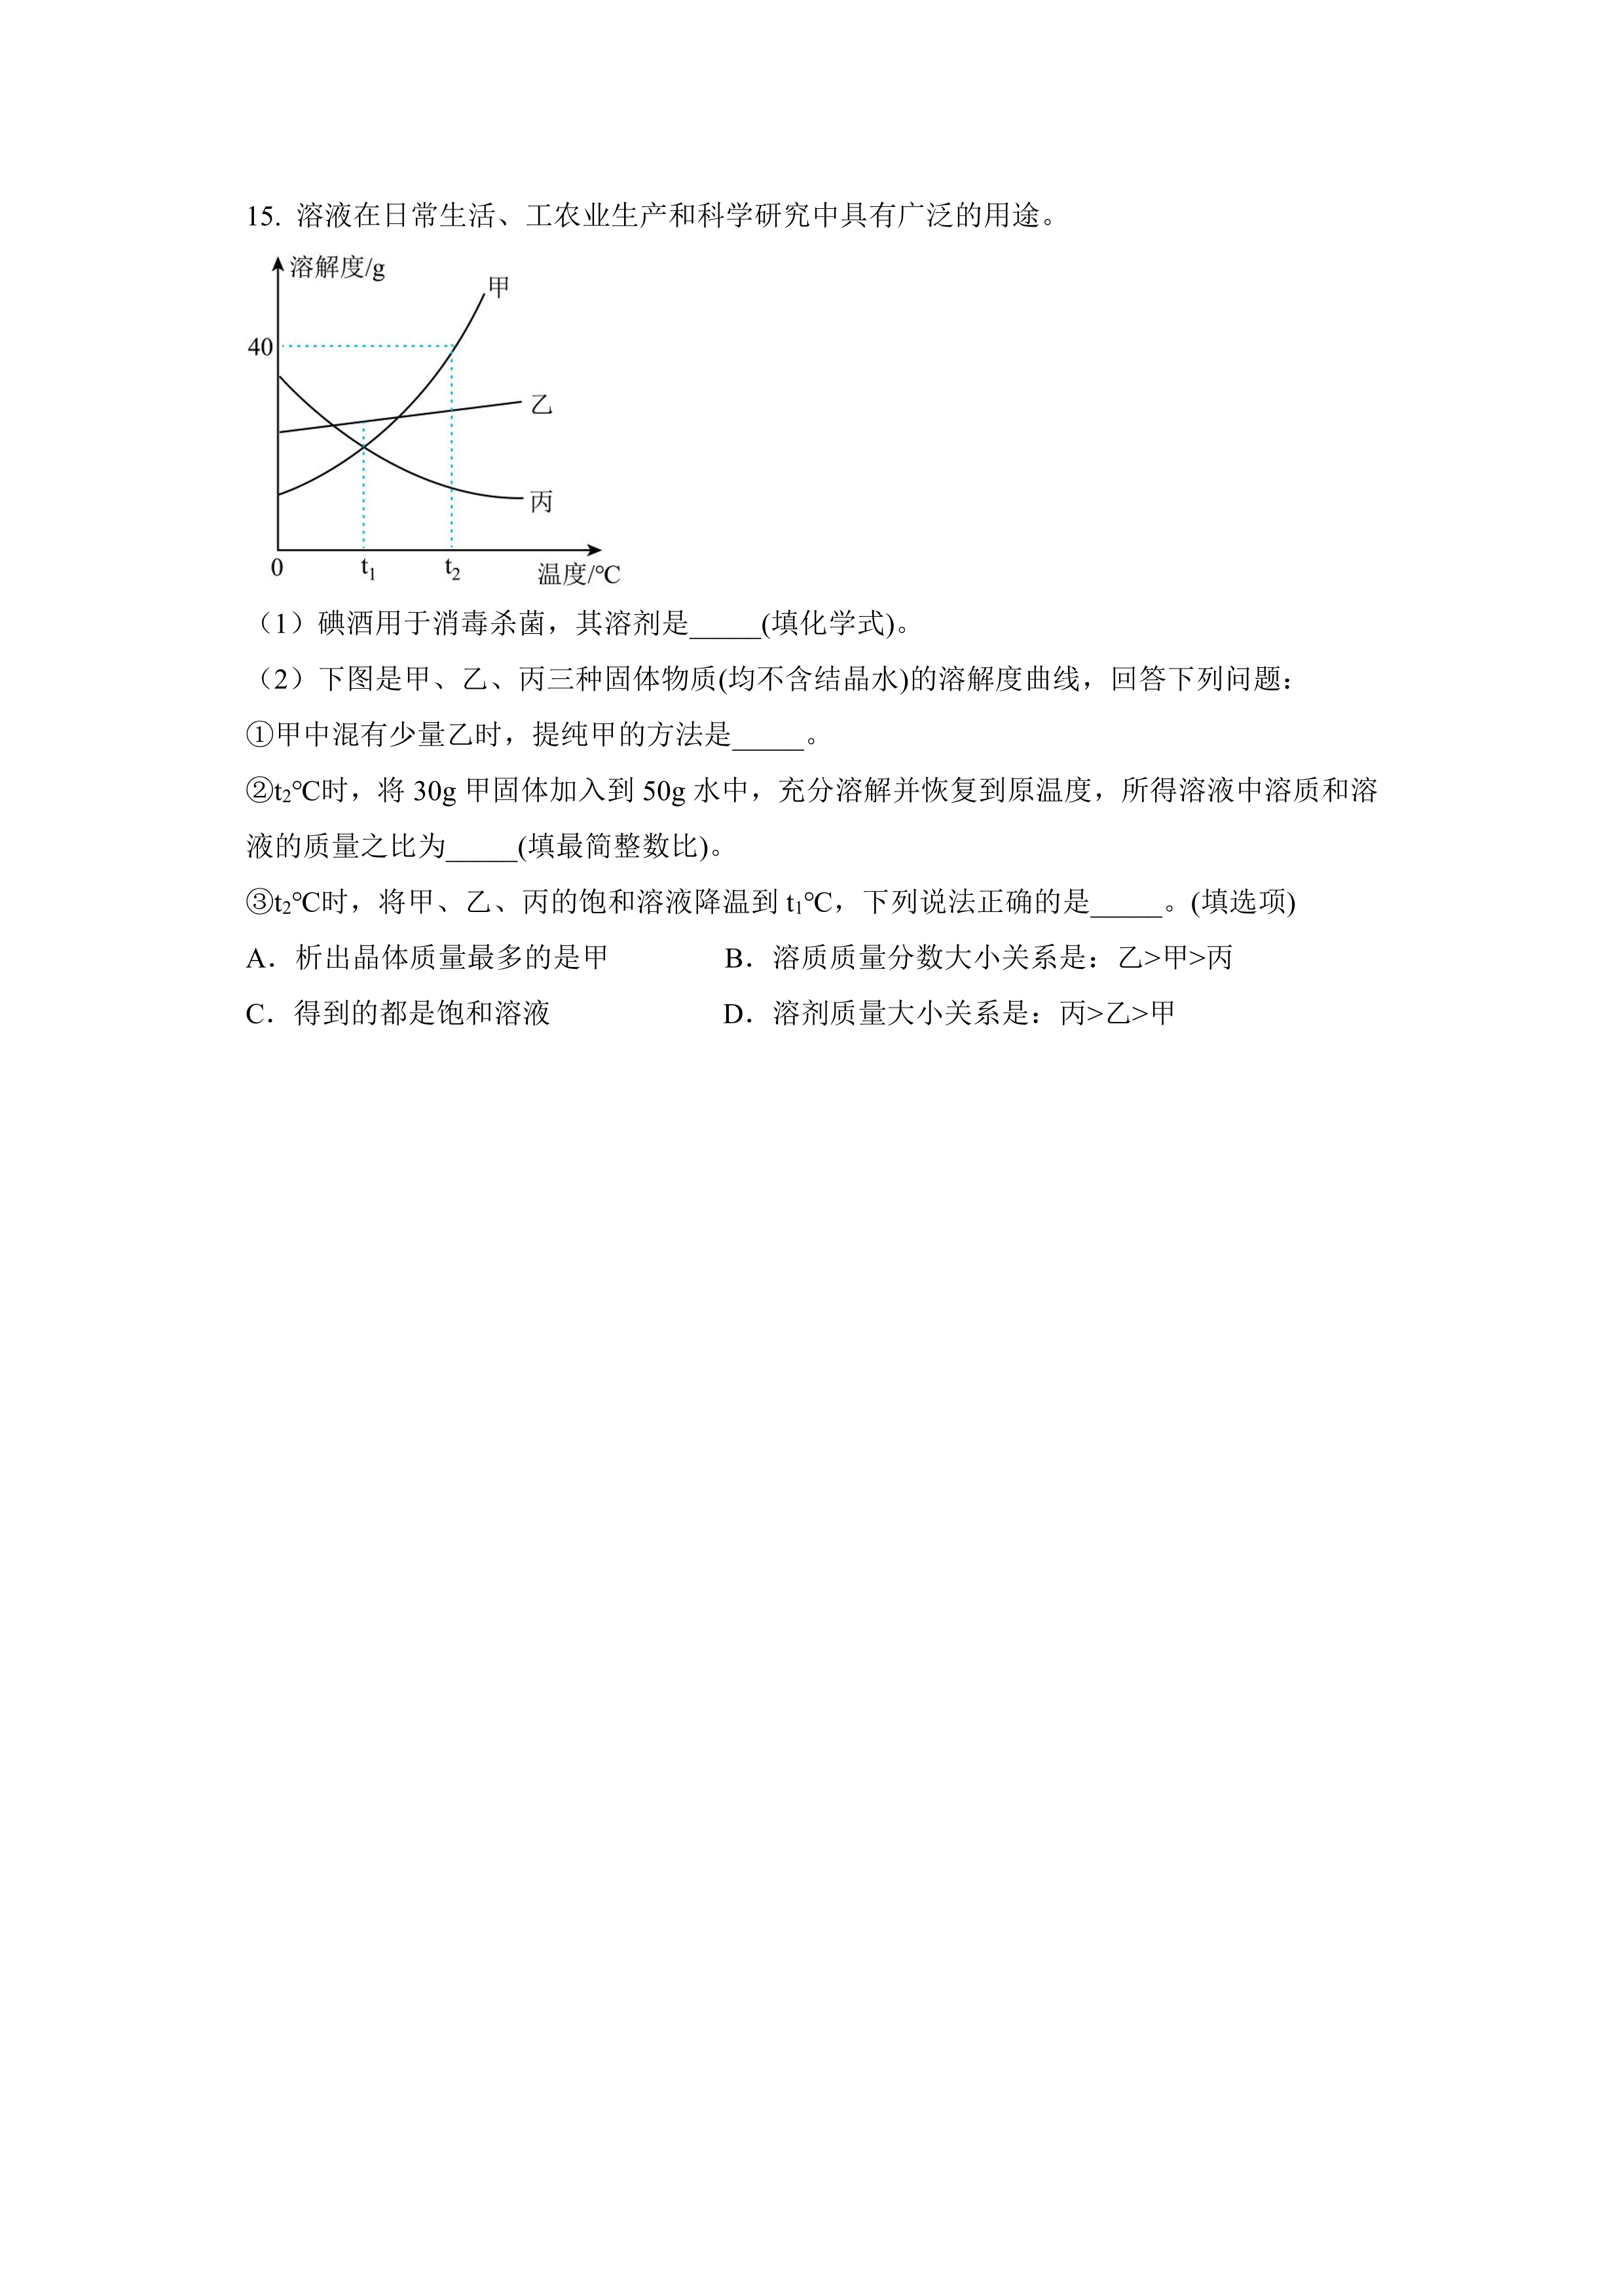 15. 溶液在日常生活、工农业生产和科学研究中具有广泛的用途。
溶解度/g
甲
40
乙
丙
0
t₁
t₂
温度/℃
（1）碘酒用于消毒杀菌，其溶剂是_____(填化学式)。
（2）下图是甲、乙、丙三种固体物质(均不含结晶水)的溶解度曲线，回答下列问题：
①甲中混有少量乙时，提纯甲的方法是_____。
②t₂℃时，将 30g 甲固体加入到 50g 水中，充分溶解并恢复到原温度，所得溶液中溶质和溶
液的质量之比为_____(填最简整数比)。
③t₂℃时，将甲、乙、丙的饱和溶液降温到 t₁℃，下列说法正确的是_____。(填选项)
A．析出晶体质量最多的是甲 B．溶质质量分数大小关系是：乙>甲>丙
C．得到的都是饱和溶液 D．溶剂质量大小关系是：丙>乙>甲